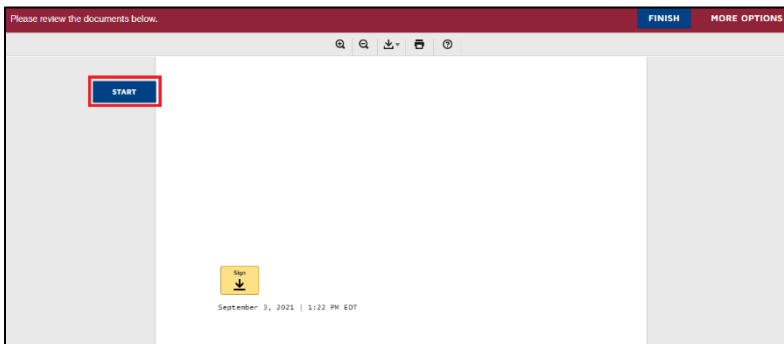 Please review the documents below.
FINISH
MORE OPTIONS
START
Sign
September 3, 2021 | 1:22 PM EDT